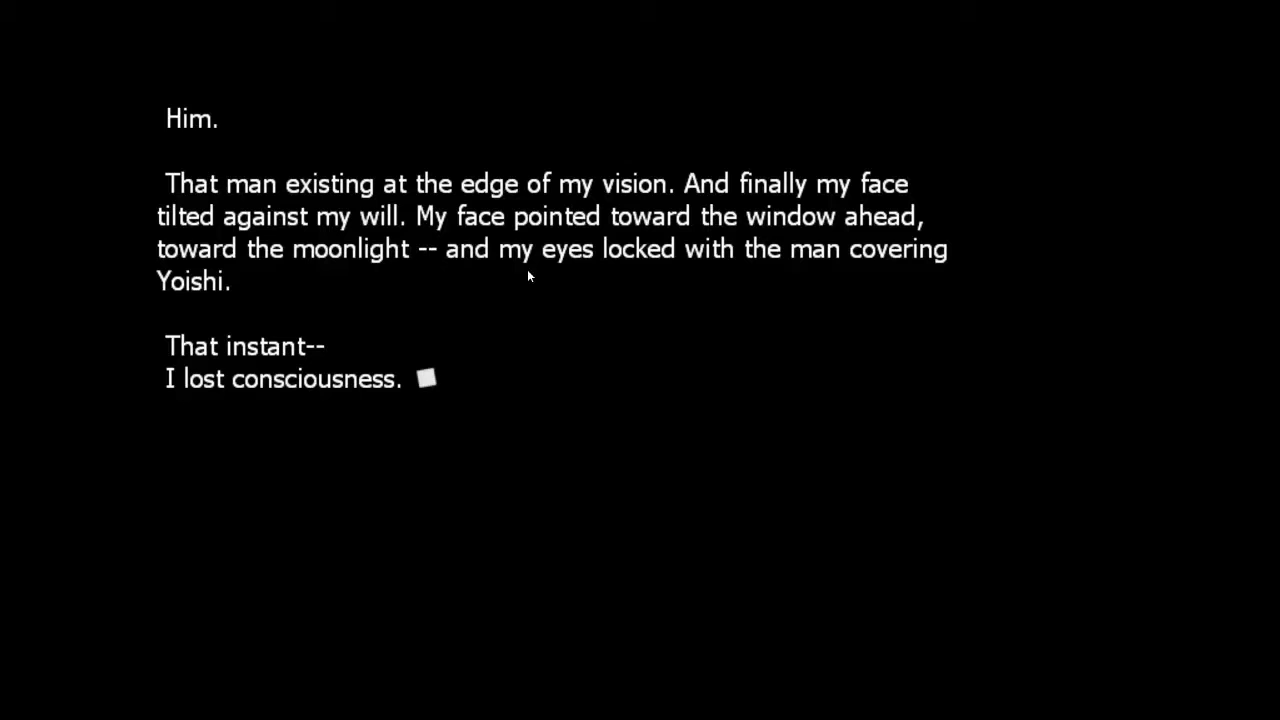 Him.
That man existing at the edge of my vision. And finally my face
tilted against my will. My face pointed toward the window ahead,
toward the moonlight -- and my eyes locked with the man covering
Yoishi.
That instant--
I lost consciousness.